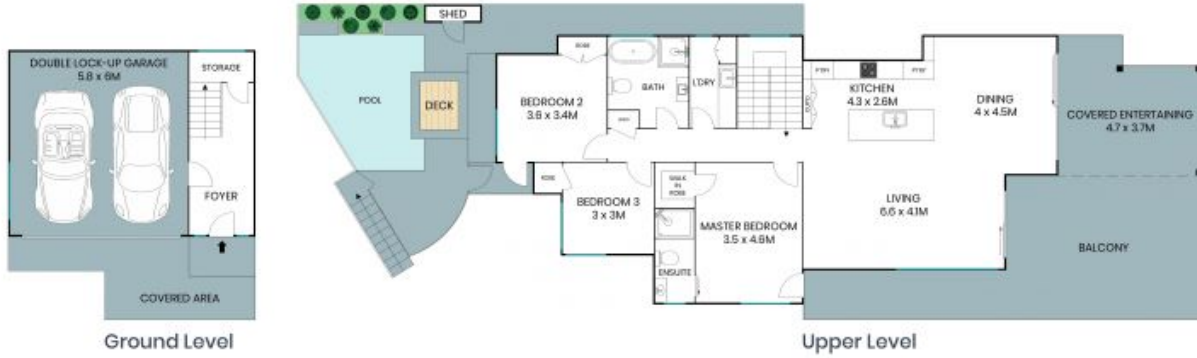 DOUBLE LOCK-UP GARAGE
5.8 x 6M
STORAGE
FOYER
COVERED AREA
Ground Level
SHED
POOL
DECK
BEDROOM 2
3.6 x 3.4M
ROBE
BATH
L'DRY
P'TRY
KITCHEN
4.3 x 2.6M
DINING
4 x 4.5M
COVERED ENTERTAINING
4.7 x 3.7M
ROBE
BEDROOM 3
3 x 3M
WALK
IN
ROBE
MASTER BEDROOM
3.5 x 4.6M
ENSUITE
LIVING
6.6 x 4.1M
BALCONY
Upper Level